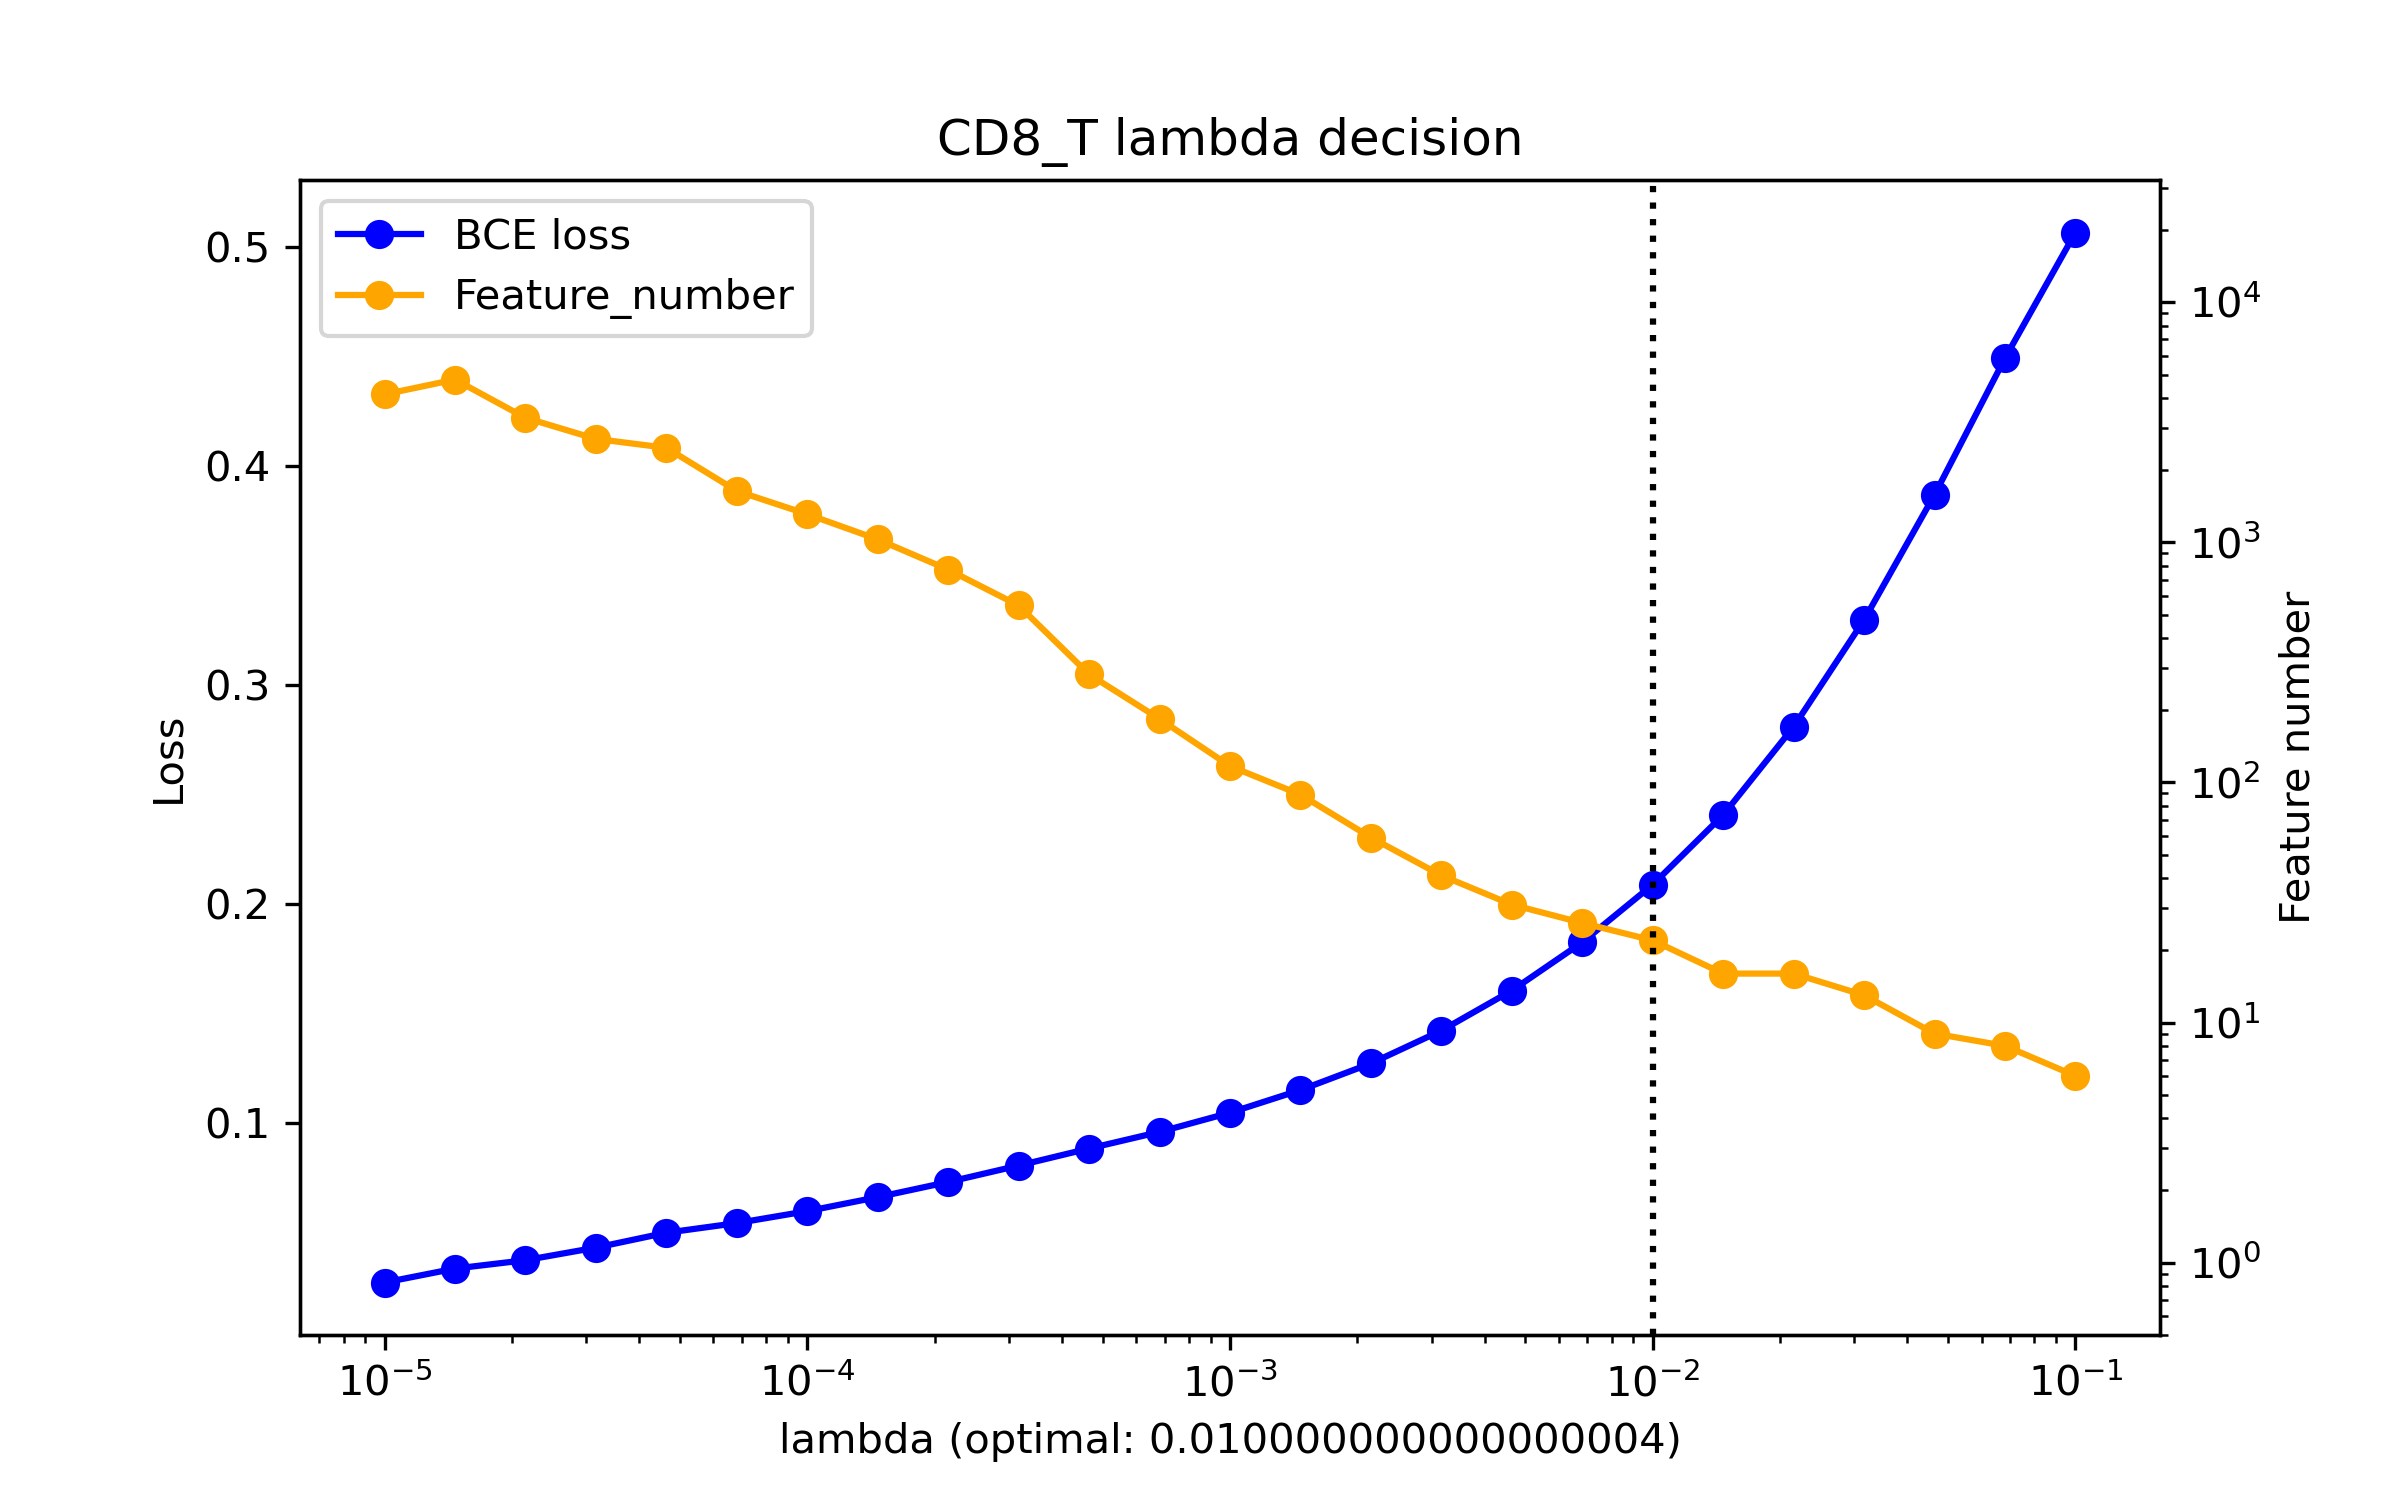 CD8_T lambda decision
BCE loss
Feature_number
0.5
0.4
0.3
0.2
0.1
Loss
10⁴
10³
10²
10¹
10⁰
Feature number
10⁻⁵ 10⁻⁴ 10⁻³ 10⁻² 10⁻¹
lambda (optimal: 0.010000000000000004)